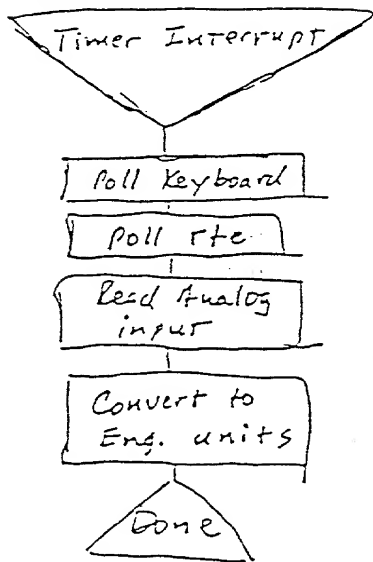 Timer Interrupt
Poll Keyboard
Poll rte
Read Analog
input
Convert to
Eng. units
Done